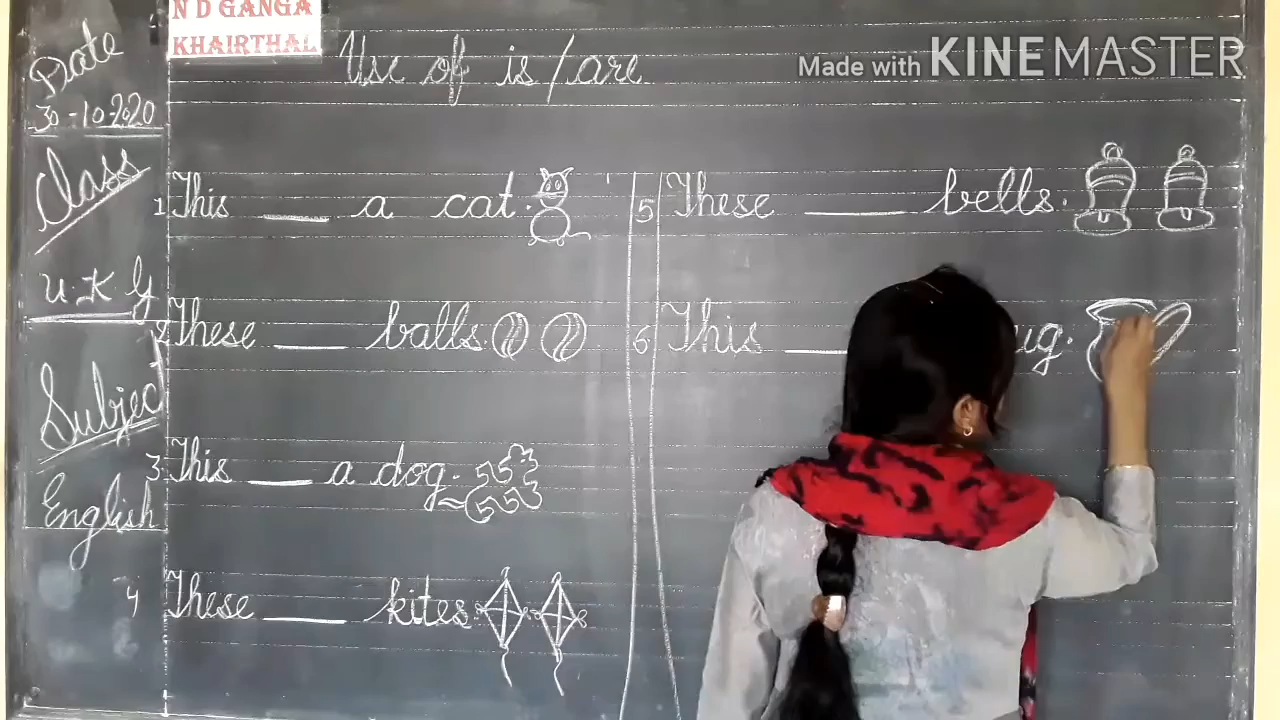 N D GANGA
KHAIRTHAL
Made with KINEMASTER
Use of is/are
Date
30-10-2020
Class
U.K G
Subject
English
1 This ___ a cat.
2 These ___ balls.
3 This ___ a dog.
4 These ___ kites.
5 These ___ bells.
6 This ___ ug.